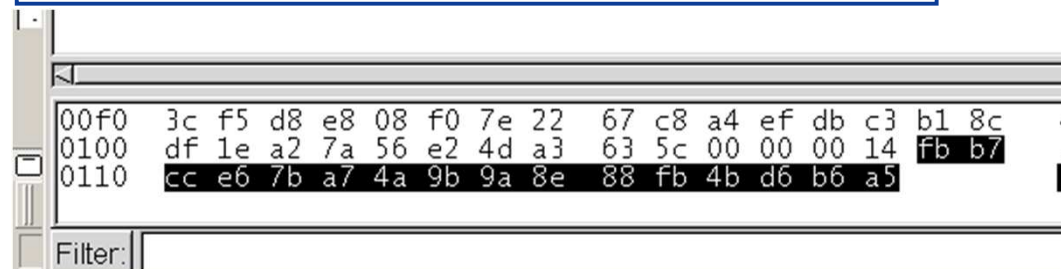 00f0 3c f5 d8 e8 08 f0 7e 22 67 c8 a4 ef db c3 b1 8c
0100 df 1e a2 7a 56 e2 4d a3 63 5c 00 00 00 14 fb b7
0110 cc e6 7b a7 4a 9b 9a 8e 88 fb 4b d6 b6 a5
Filter: